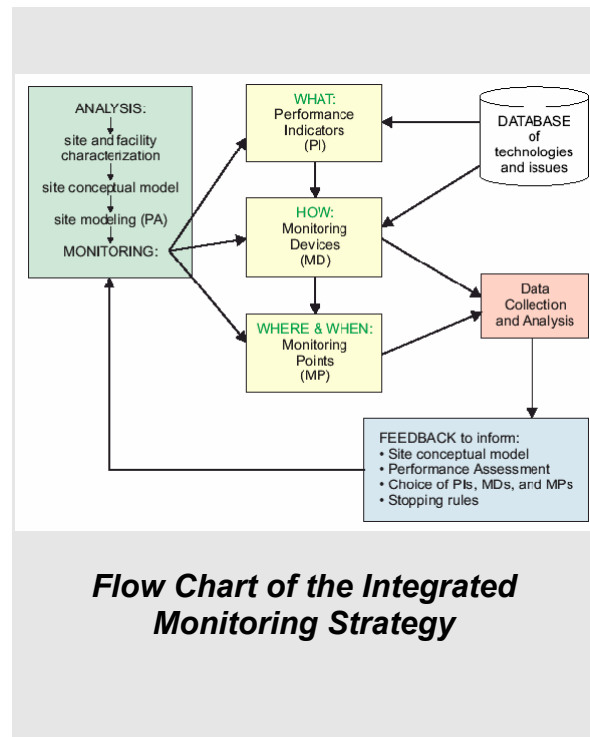 ANALYSIS:
site and facility
characterization
site conceptual model
site modeling (PA)
MONITORING:
WHAT:
Performance
Indicators
(PI)
HOW:
Monitoring
Devices
(MD)
WHERE & WHEN:
Monitoring
Points
(MP)
DATABASE
of
technologies
and issues
Data
Collection
and Analysis
FEEDBACK to inform:
• Site conceptual model
• Performance Assessment
• Choice of PIs, MDs, and MPs
• Stopping rules
Flow Chart of the Integrated
Monitoring Strategy